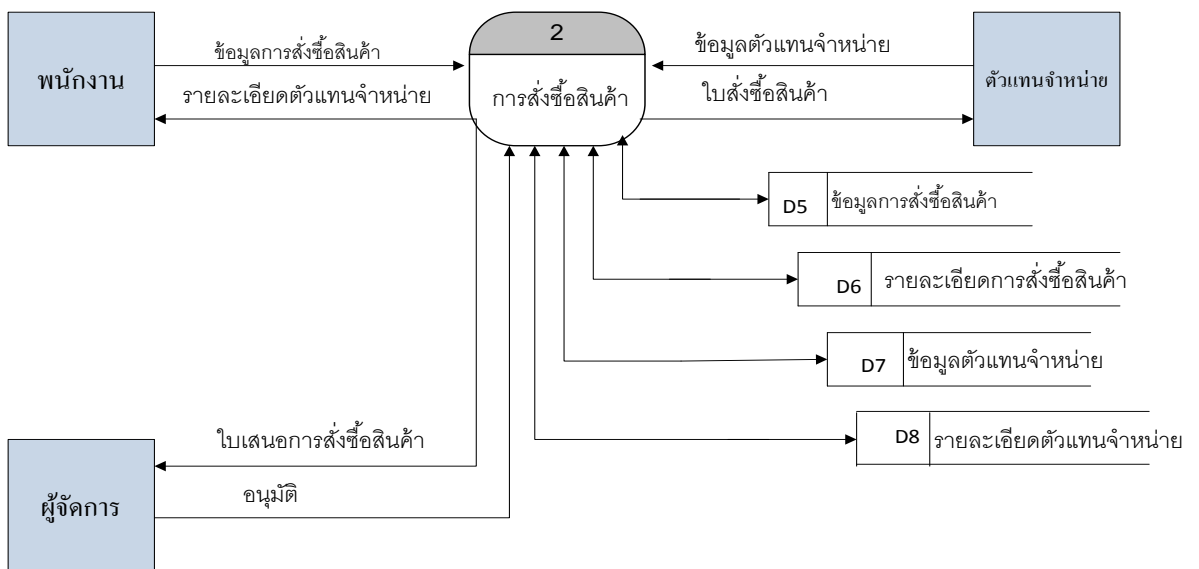 2
พนักงาน
ข้อมูลการสั่งซื้อสินค้า
รายละเอียดตัวแทนจำหน่าย
การสั่งซื้อสินค้า
ข้อมูลตัวแทนจำหน่าย
ใบสั่งซื้อสินค้า
ตัวแทนจำหน่าย
D5 ข้อมูลการสั่งซื้อสินค้า
D6 รายละเอียดการสั่งซื้อสินค้า
D7 ข้อมูลตัวแทนจำหน่าย
D8 รายละเอียดตัวแทนจำหน่าย
ใบเสนอการสั่งซื้อสินค้า
อนุมัติ
ผู้จัดการ